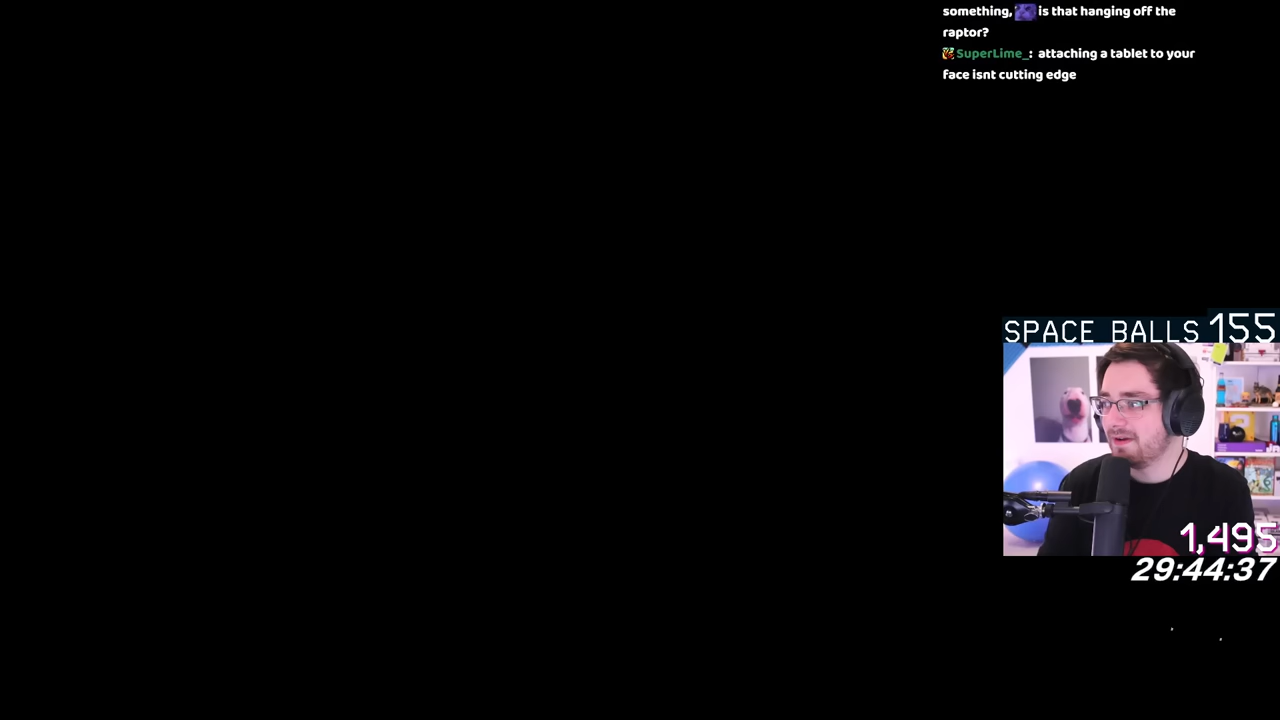 something, is that hanging off the
raptor?
SuperLime_: attaching a tablet to your
face isnt cutting edge
SPACE BALLS 155
1,495
29:44:37